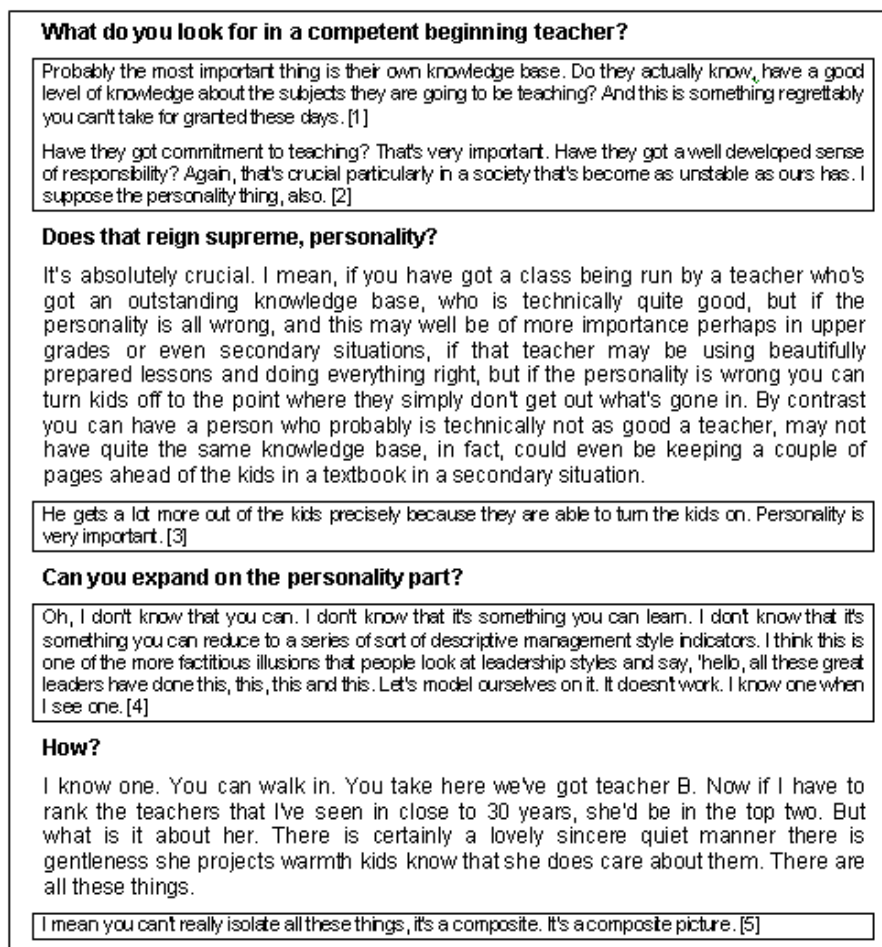 What do you look for in a competent beginning teacher?
Probably the most important thing is their own knowledge base. Do they actually know, have a good
level of knowledge about the subjects they are going to be teaching? And this is something regrettably
you can't take for granted these days. [1]
Have they got commitment to teaching? That's very important. Have they got a well developed sense
of responsibility? Again, that's crucial particularly in a society that's become as unstable as ours has. I
suppose the personality thing, also. [2]
Does that reign supreme, personality?
It's absolutely crucial. I mean, if you have got a class being run by a teacher who's
got an outstanding knowledge base, who is technically quite good, but if the
personality is all wrong, and this may well be of more importance perhaps in upper
grades or even secondary situations, if that teacher may be using beautifully
prepared lessons and doing everything right, but if the personality is wrong you can
turn kids off to the point where they simply don't get out what's gone in. By contrast
you can have a person who probably is technically not as good a teacher, may not
have quite the same knowledge base, in fact, could even be keeping a couple of
pages ahead of the kids in a textbook in a secondary situation.
He gets a lot more out of the kids precisely because they are able to turn the kids on. Personality is
very important. [3]
Can you expand on the personality part?
Oh, I don't know that you can. I don't know that it's something you can learn. I don't know that it's
something you can reduce to a series of sort of descriptive management style indicators. I think this is
one of the more factitious illusions that people look at leadership styles and say, 'hello, all these great
leaders have done this, this, this and this. Let's model ourselves on it. It doesn't work. I know one when
I see one. [4]
How?
I know one. You can walk in. You take here we've got teacher B. Now if I have to
rank the teachers that I've seen in close to 30 years, she'd be in the top two. But
what is it about her. There is certainly a lovely sincere quiet manner there is
gentleness she projects warmth kids know that she does care about them. There are
all these things.
I mean you can't really isolate all these things, it's a composite. It's a composite picture. [5]